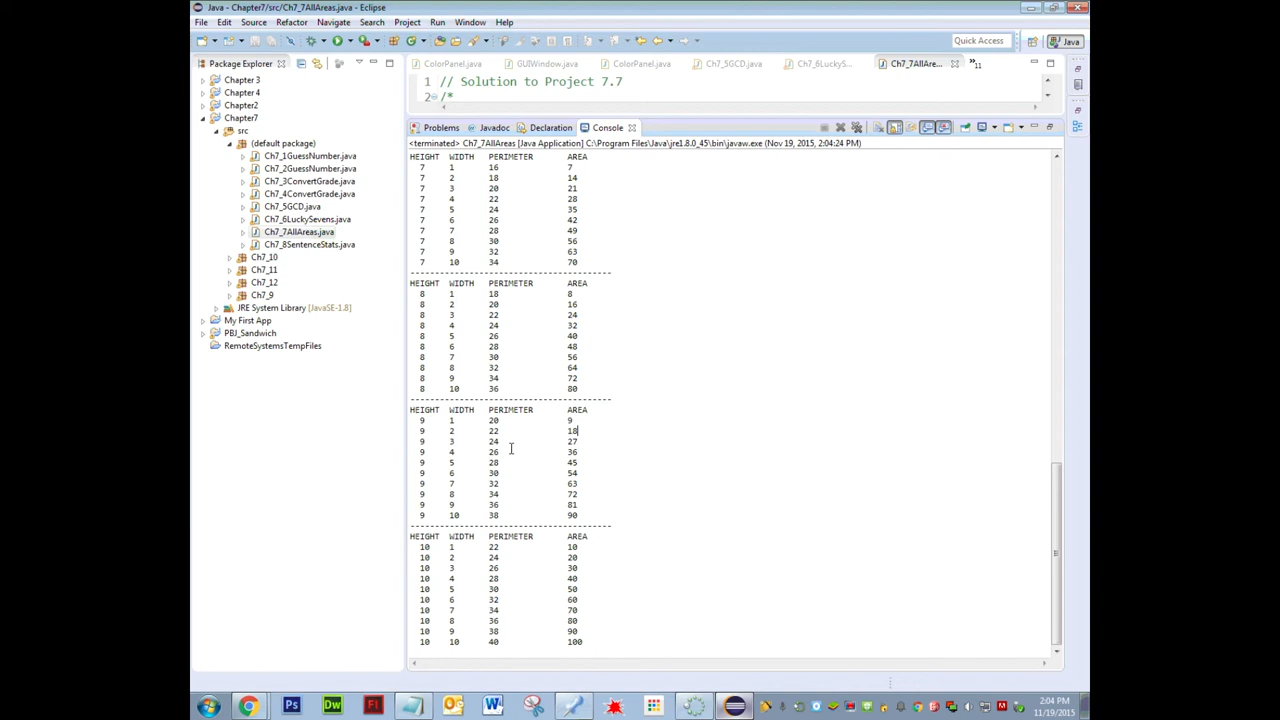 Java - Chapter7/src/Ch7_7AllAreas.java - Eclipse
File Edit Source Refactor Navigate Search Project Run Window Help
Quick Access Java
Package Explorer ColorPanel.java GUIWindow.java ColorPanel.java Ch7_5GCD.java Ch7_6LuckyS... Ch7_7AllAre... »11
Chapter 3
Chapter 4
Chapter2
Chapter7
src
(default package)
Ch7_1GuessNumber.java
Ch7_2GuessNumber.java
Ch7_3ConvertGrade.java
Ch7_4ConvertGrade.java
Ch7_5GCD.java
Ch7_6LuckySevens.java
Ch7_7AllAreas.java
Ch7_8SentenceStats.java
Ch7_10
Ch7_11
Ch7_12
Ch7_9
JRE System Library [JavaSE-1.8]
My First App
PBJ_Sandwich
RemoteSystemsTempFiles
1 // Solution to Project 7.7
2 /*
Problems Javadoc Declaration Console
<terminated> Ch7_7AllAreas [Java Application] C:\Program Files\Java\jre1.8.0_45\bin\javaw.exe (Nov 19, 2015, 2:04:24 PM)
HEIGHT WIDTH PERIMETER AREA
7 1 16 7
7 2 18 14
7 3 20 21
7 4 22 28
7 5 24 35
7 6 26 42
7 7 28 49
7 8 30 56
7 9 32 63
7 10 34 70
--------------------------------------
HEIGHT WIDTH PERIMETER AREA
8 1 18 8
8 2 20 16
8 3 22 24
8 4 24 32
8 5 26 40
8 6 28 48
8 7 30 56
8 8 32 64
8 9 34 72
8 10 36 80
--------------------------------------
HEIGHT WIDTH PERIMETER AREA
9 1 20 9
9 2 22 18
9 3 24 27
9 4 26 36
9 5 28 45
9 6 30 54
9 7 32 63
9 8 34 72
9 9 36 81
9 10 38 90
--------------------------------------
HEIGHT WIDTH PERIMETER AREA
10 1 22 10
10 2 24 20
10 3 26 30
10 4 28 40
10 5 30 50
10 6 32 60
10 7 34 70
10 8 36 80
10 9 38 90
10 10 40 100
Ps Dw Fl
2:04 PM
11/19/2015